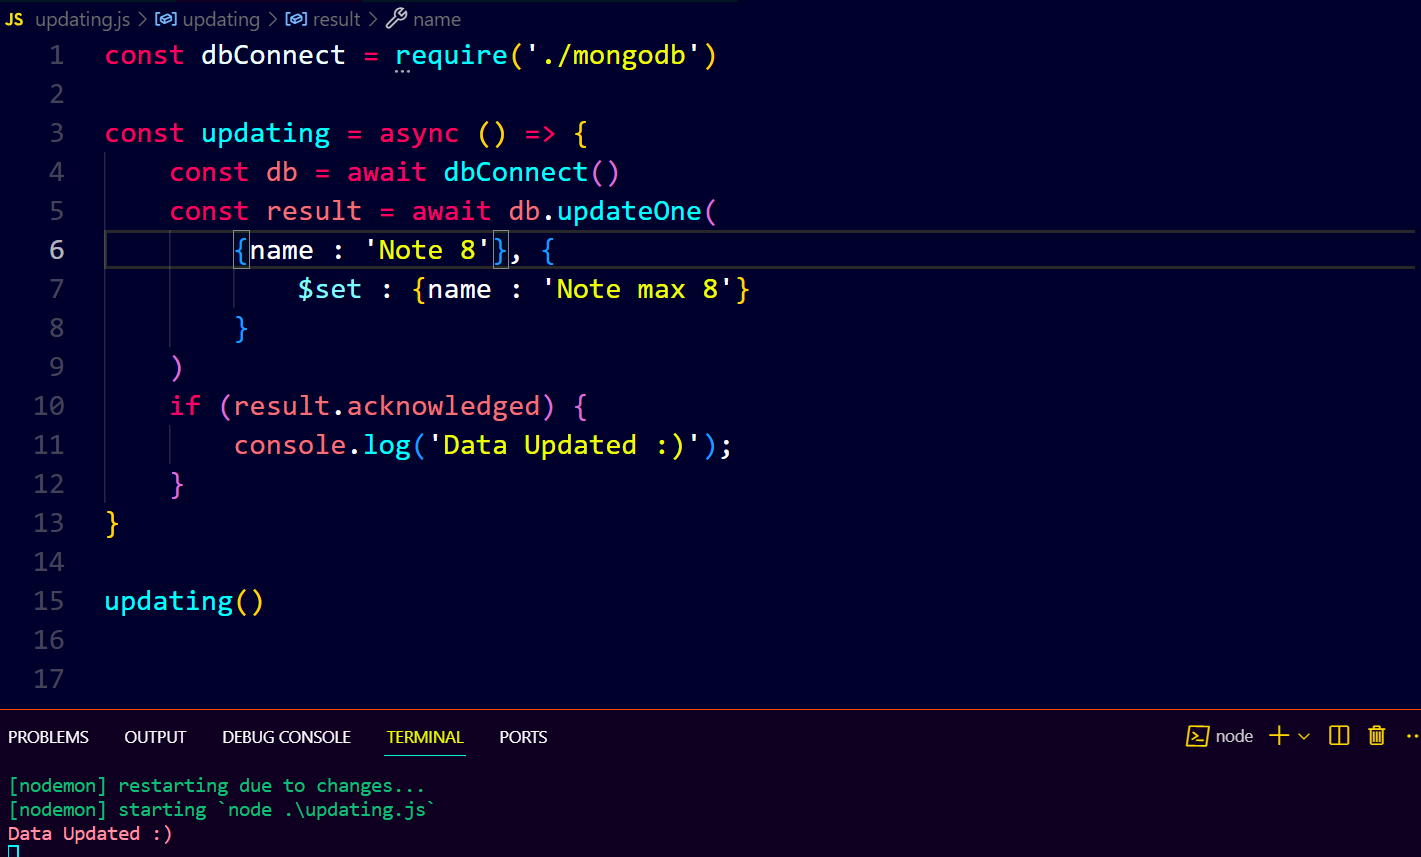 JS updating.js > updating > result > name
1 const dbConnect = require('./mongodb')
2
3 const updating = async () => {
4 const db = await dbConnect()
5 const result = await db.updateOne(
6 {name : 'Note 8'}, {
7 $set : {name : 'Note max 8'}
8 }
9 )
10 if (result.acknowledged) {
11 console.log('Data Updated :)');
12 }
13 }
14
15 updating()
16
17
PROBLEMS OUTPUT DEBUG CONSOLE TERMINAL PORTS node
[nodemon] restarting due to changes...
[nodemon] starting `node .\updating.js`
Data Updated :)